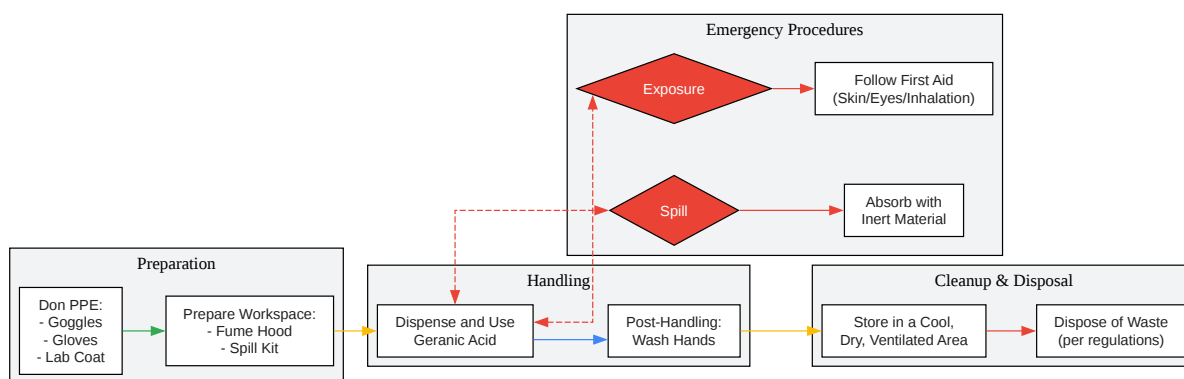 Emergency Procedures
Exposure
Follow First Aid
(Skin/Eyes/Inhalation)
Spill
Absorb with
Inert Material
Preparation
Don PPE:
- Goggles
- Gloves
- Lab Coat
Prepare Workspace:
- Fume Hood
- Spill Kit
Handling
Dispense and Use
Geranic Acid
Post-Handling:
Wash Hands
Cleanup & Disposal
Store in a Cool,
Dry, Ventilated Area
Dispose of Waste
(per regulations)